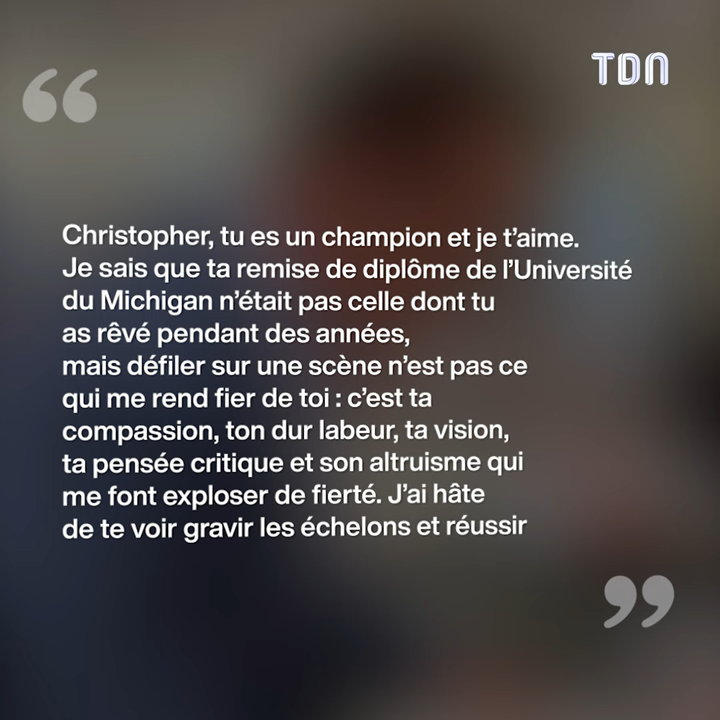 TDN
Christopher, tu es un champion et je t’aime.
Je sais que ta remise de diplôme de l’Université
du Michigan n’était pas celle dont tu
as rêvé pendant des années,
mais défiler sur une scène n’est pas ce
qui me rend fier de toi : c’est ta
compassion, ton dur labeur, ta vision,
ta pensée critique et son altruisme qui
me font exploser de fierté. J’ai hâte
de te voir gravir les échelons et réussir